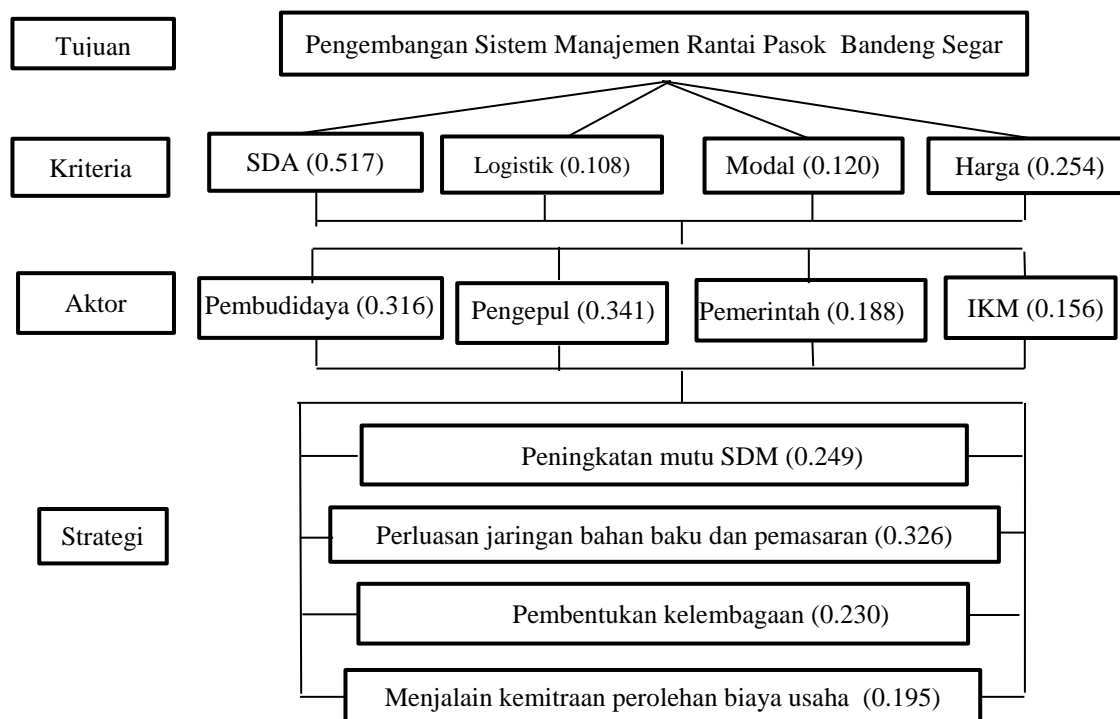 Tujuan
Pengembangan Sistem Manajemen Rantai Pasok Bandeng Segar
Kriteria
SDA (0.517)
Logistik (0.108)
Modal (0.120)
Harga (0.254)
Aktor
Pembudidaya (0.316)
Pengepul (0.341)
Pemerintah (0.188)
IKM (0.156)
Strategi
Peningkatan mutu SDM (0.249)
Perluasan jaringan bahan baku dan pemasaran (0.326)
Pembentukan kelembagaan (0.230)
Menjalain kemitraan perolehan biaya usaha (0.195)